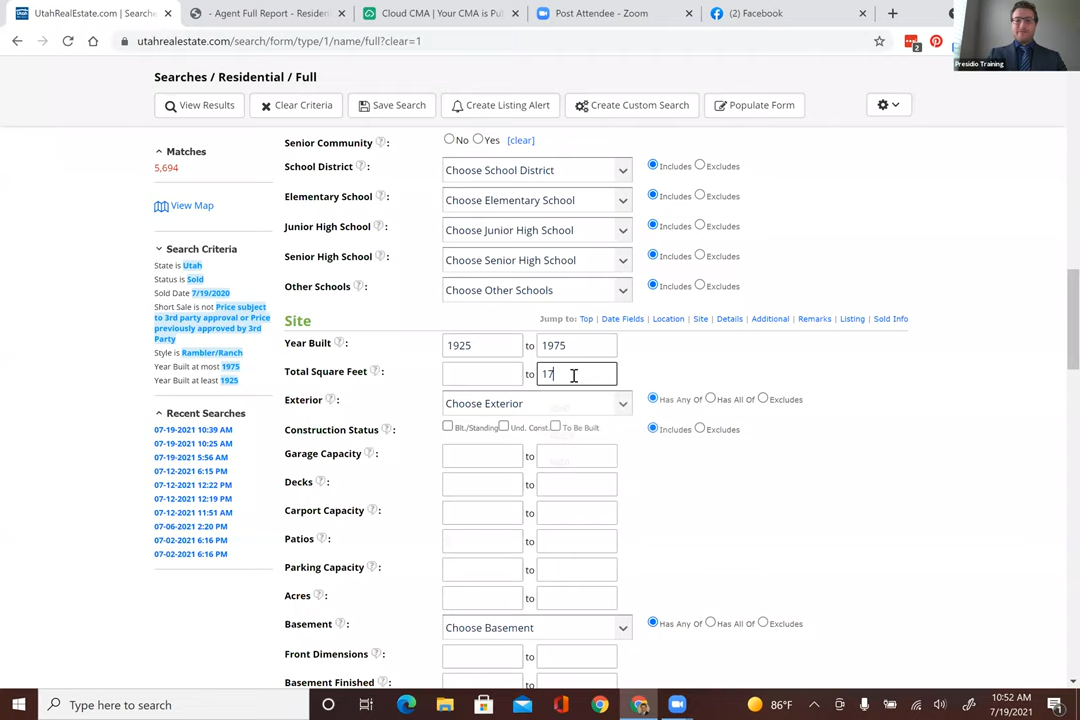 Utah
(20) Searches | Residential | Searche
- Agent Full Report - Residen
Cloud CMA | Your CMA is Pu
Post Attendee - Zoom
(2) Facebook
utahrealestate.com/search/form/type/1/name/full?clear=1
2
Presidio Training
Searches / Residential / Full
View Results
Clear Criteria
Save Search
Create Listing Alert
Create Custom Search
Populate Form
Matches
5,694
View Map
Search Criteria
State is Utah
Status is Sold
Sold Date 7/19/2020
Short Sale is not Price subject
to 3rd party approval or Price
previously approved by 3rd
Party
Style is Rambler/Ranch
Year Built at most 1975
Year Built at least 1925
Recent Searches
07-19-2021 10:39 AM
07-19-2021 10:25 AM
07-19-2021 5:56 AM
07-12-2021 6:15 PM
07-12-2021 12:22 PM
07-12-2021 12:19 PM
07-12-2021 11:51 AM
07-06-2021 2:20 PM
07-02-2021 6:16 PM
07-02-2021 6:16 PM
Senior Community ? : No Yes [clear]
School District ? : Choose School District Includes Excludes
Elementary School ? : Choose Elementary School Includes Excludes
Junior High School ? : Choose Junior High School Includes Excludes
Senior High School ? : Choose Senior High School Includes Excludes
Other Schools ? : Choose Other Schools Includes Excludes
Site Jump to: Top | Date Fields | Location | Site | Details | Additional | Remarks | Listing | Sold Info
Year Built ? : 1925 to 1975
Total Square Feet ? : to 17
Exterior ? : Choose Exterior Has Any Of Has All Of Excludes
Construction Status ? : Blt./Standing Und. Const. To Be Built Includes Excludes
Garage Capacity ? : to
Decks ? : to
Carport Capacity ? : to
Patios ? : to
Parking Capacity ? : to
Acres ? : to
Basement ? : Choose Basement Has Any Of Has All Of Excludes
Front Dimensions ? : to
Basement Finished ? : to
Type here to search
86°F
10:52 AM
7/19/2021
1